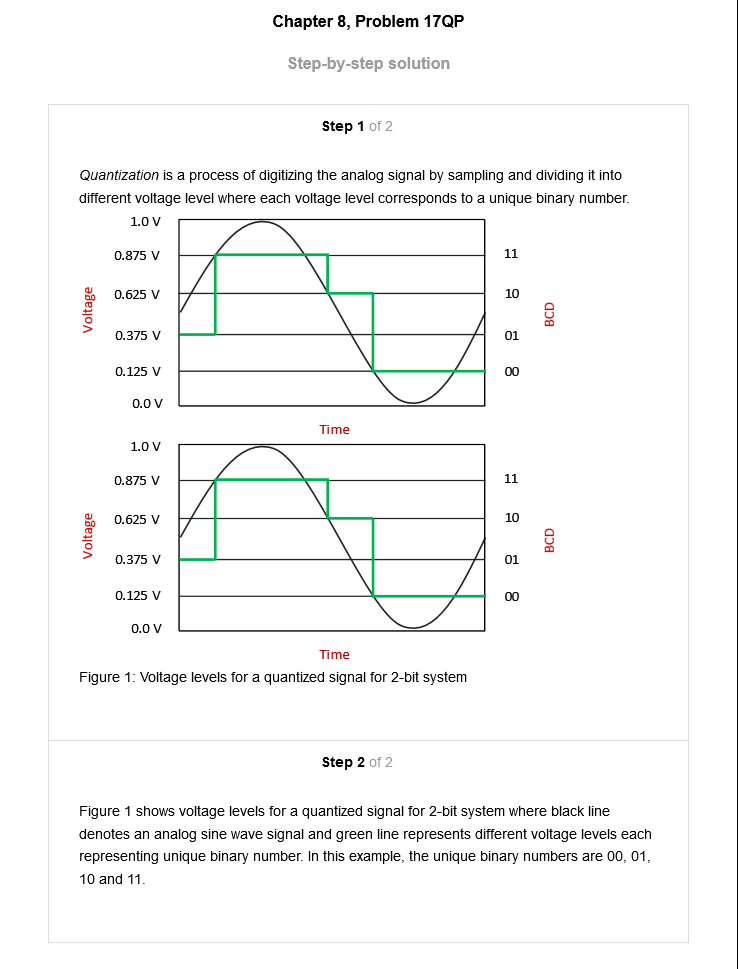 Chapter 8, Problem 17QP
Step-by-step solution
Step 1 of 2
Quantization is a process of digitizing the analog signal by sampling and dividing it into
different voltage level where each voltage level corresponds to a unique binary number.
1.0 V
0.875 V
11
0.625 V
10
Voltage
BCD
0.375 V
01
0.125 V
00
0.0 V
Time
1.0 V
0.875 V
11
0.625 V
10
Voltage
BCD
0.375 V
01
0.125 V
00
0.0 V
Time
Figure 1: Voltage levels for a quantized signal for 2-bit system
Step 2 of 2
Figure 1 shows voltage levels for a quantized signal for 2-bit system where black line
denotes an analog sine wave signal and green line represents different voltage levels each
representing unique binary number. In this example, the unique binary numbers are 00, 01,
10 and 11.